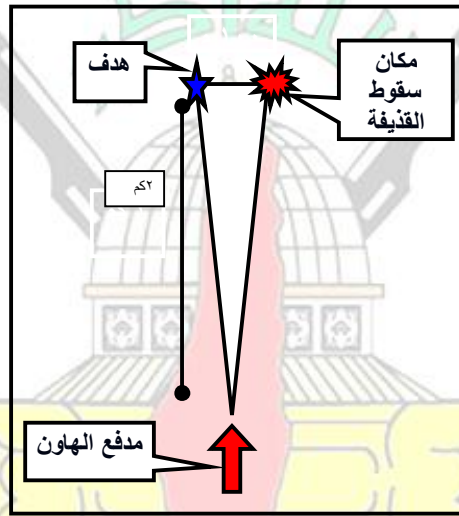 هدف
مكان
سقوط
القذيفة
٢كم
مدفع الهاون